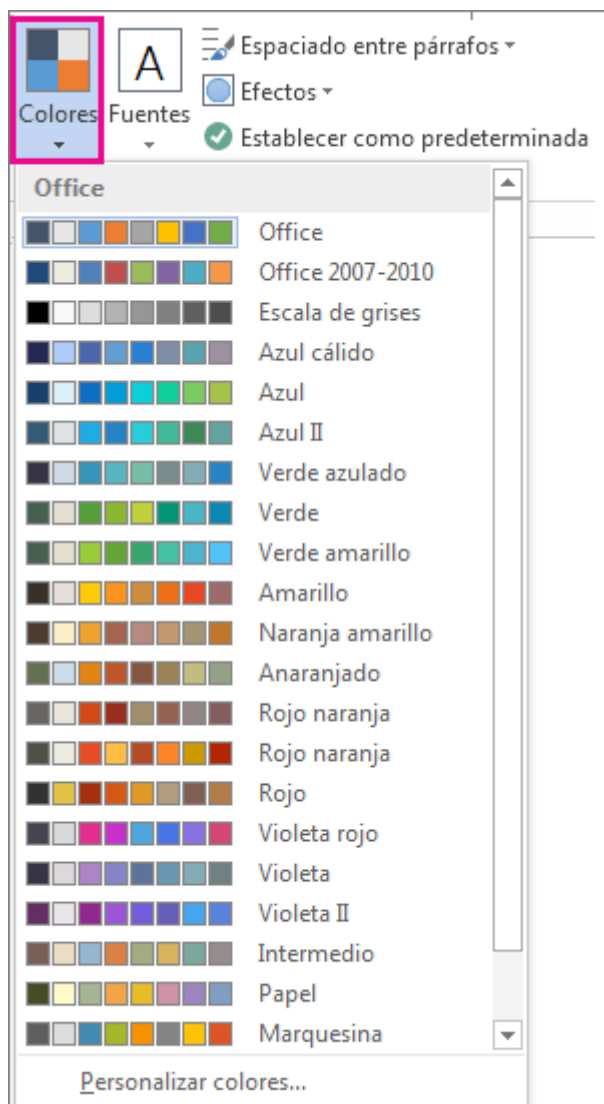 Espaciado entre párrafos
A
Efectos
Colores Fuentes
Establecer como predeterminada
Office
Office
Office 2007-2010
Escala de grises
Azul cálido
Azul
Azul II
Verde azulado
Verde
Verde amarillo
Amarillo
Naranja amarillo
Anaranjado
Rojo naranja
Rojo naranja
Rojo
Violeta rojo
Violeta
Violeta II
Intermedio
Papel
Marquesina
Personalizar colores...